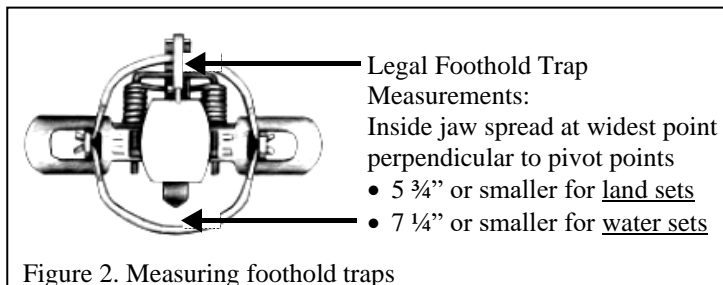 Legal Foothold Trap
Measurements:
Inside jaw spread at widest point
perpendicular to pivot points
• 5 ¾” or smaller for land sets
• 7 ¼” or smaller for water sets
Figure 2. Measuring foothold traps